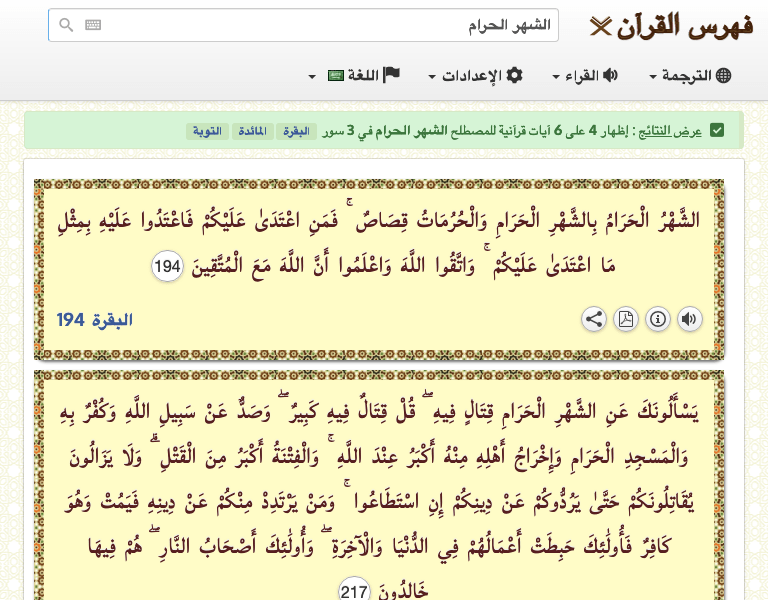 فهرس القرآن
الشهر الحرام
الترجمة القراء الإعدادات اللغة
عرض النتائج : إظهار 4 على 6 آيات قرآنية للمصطلح الشهر الحرام في 3 سور البقرة المائدة التوبة
الشَّهْرُ الْحَرَامُ بِالشَّهْرِ الْحَرَامِ وَالْحُرُمَاتُ قِصَاصٌ ۚ فَمَنِ اعْتَدَىٰ عَلَيْكُمْ فَاعْتَدُوا عَلَيْهِ بِمِثْلِ
مَا اعْتَدَىٰ عَلَيْكُمْ ۚ وَاتَّقُوا اللَّهَ وَاعْلَمُوا أَنَّ اللَّهَ مَعَ الْمُتَّقِينَ 194
البقرة 194
يَسْأَلُونَكَ عَنِ الشَّهْرِ الْحَرَامِ قِتَالٍ فِيهِ ۖ قُلْ قِتَالٌ فِيهِ كَبِيرٌ ۖ وَصَدٌّ عَنْ سَبِيلِ اللَّهِ وَكُفْرٌ بِهِ
وَالْمَسْجِدِ الْحَرَامِ وَإِخْرَاجُ أَهْلِهِ مِنْهُ أَكْبَرُ عِنْدَ اللَّهِ ۚ وَالْفِتْنَةُ أَكْبَرُ مِنَ الْقَتْلِ ۗ وَلَا يَزَالُونَ
يُقَاتِلُونَكُمْ حَتَّىٰ يَرُدُّوكُمْ عَنْ دِينِكُمْ إِنِ اسْتَطَاعُوا ۚ وَمَنْ يَرْتَدِدْ مِنْكُمْ عَنْ دِينِهِ فَيَمُتْ وَهُوَ
كَافِرٌ فَأُولَٰئِكَ حَبِطَتْ أَعْمَالُهُمْ فِي الدُّنْيَا وَالْآخِرَةِ ۖ وَأُولَٰئِكَ أَصْحَابُ النَّارِ ۖ هُمْ فِيهَا
خَالِدُونَ 217